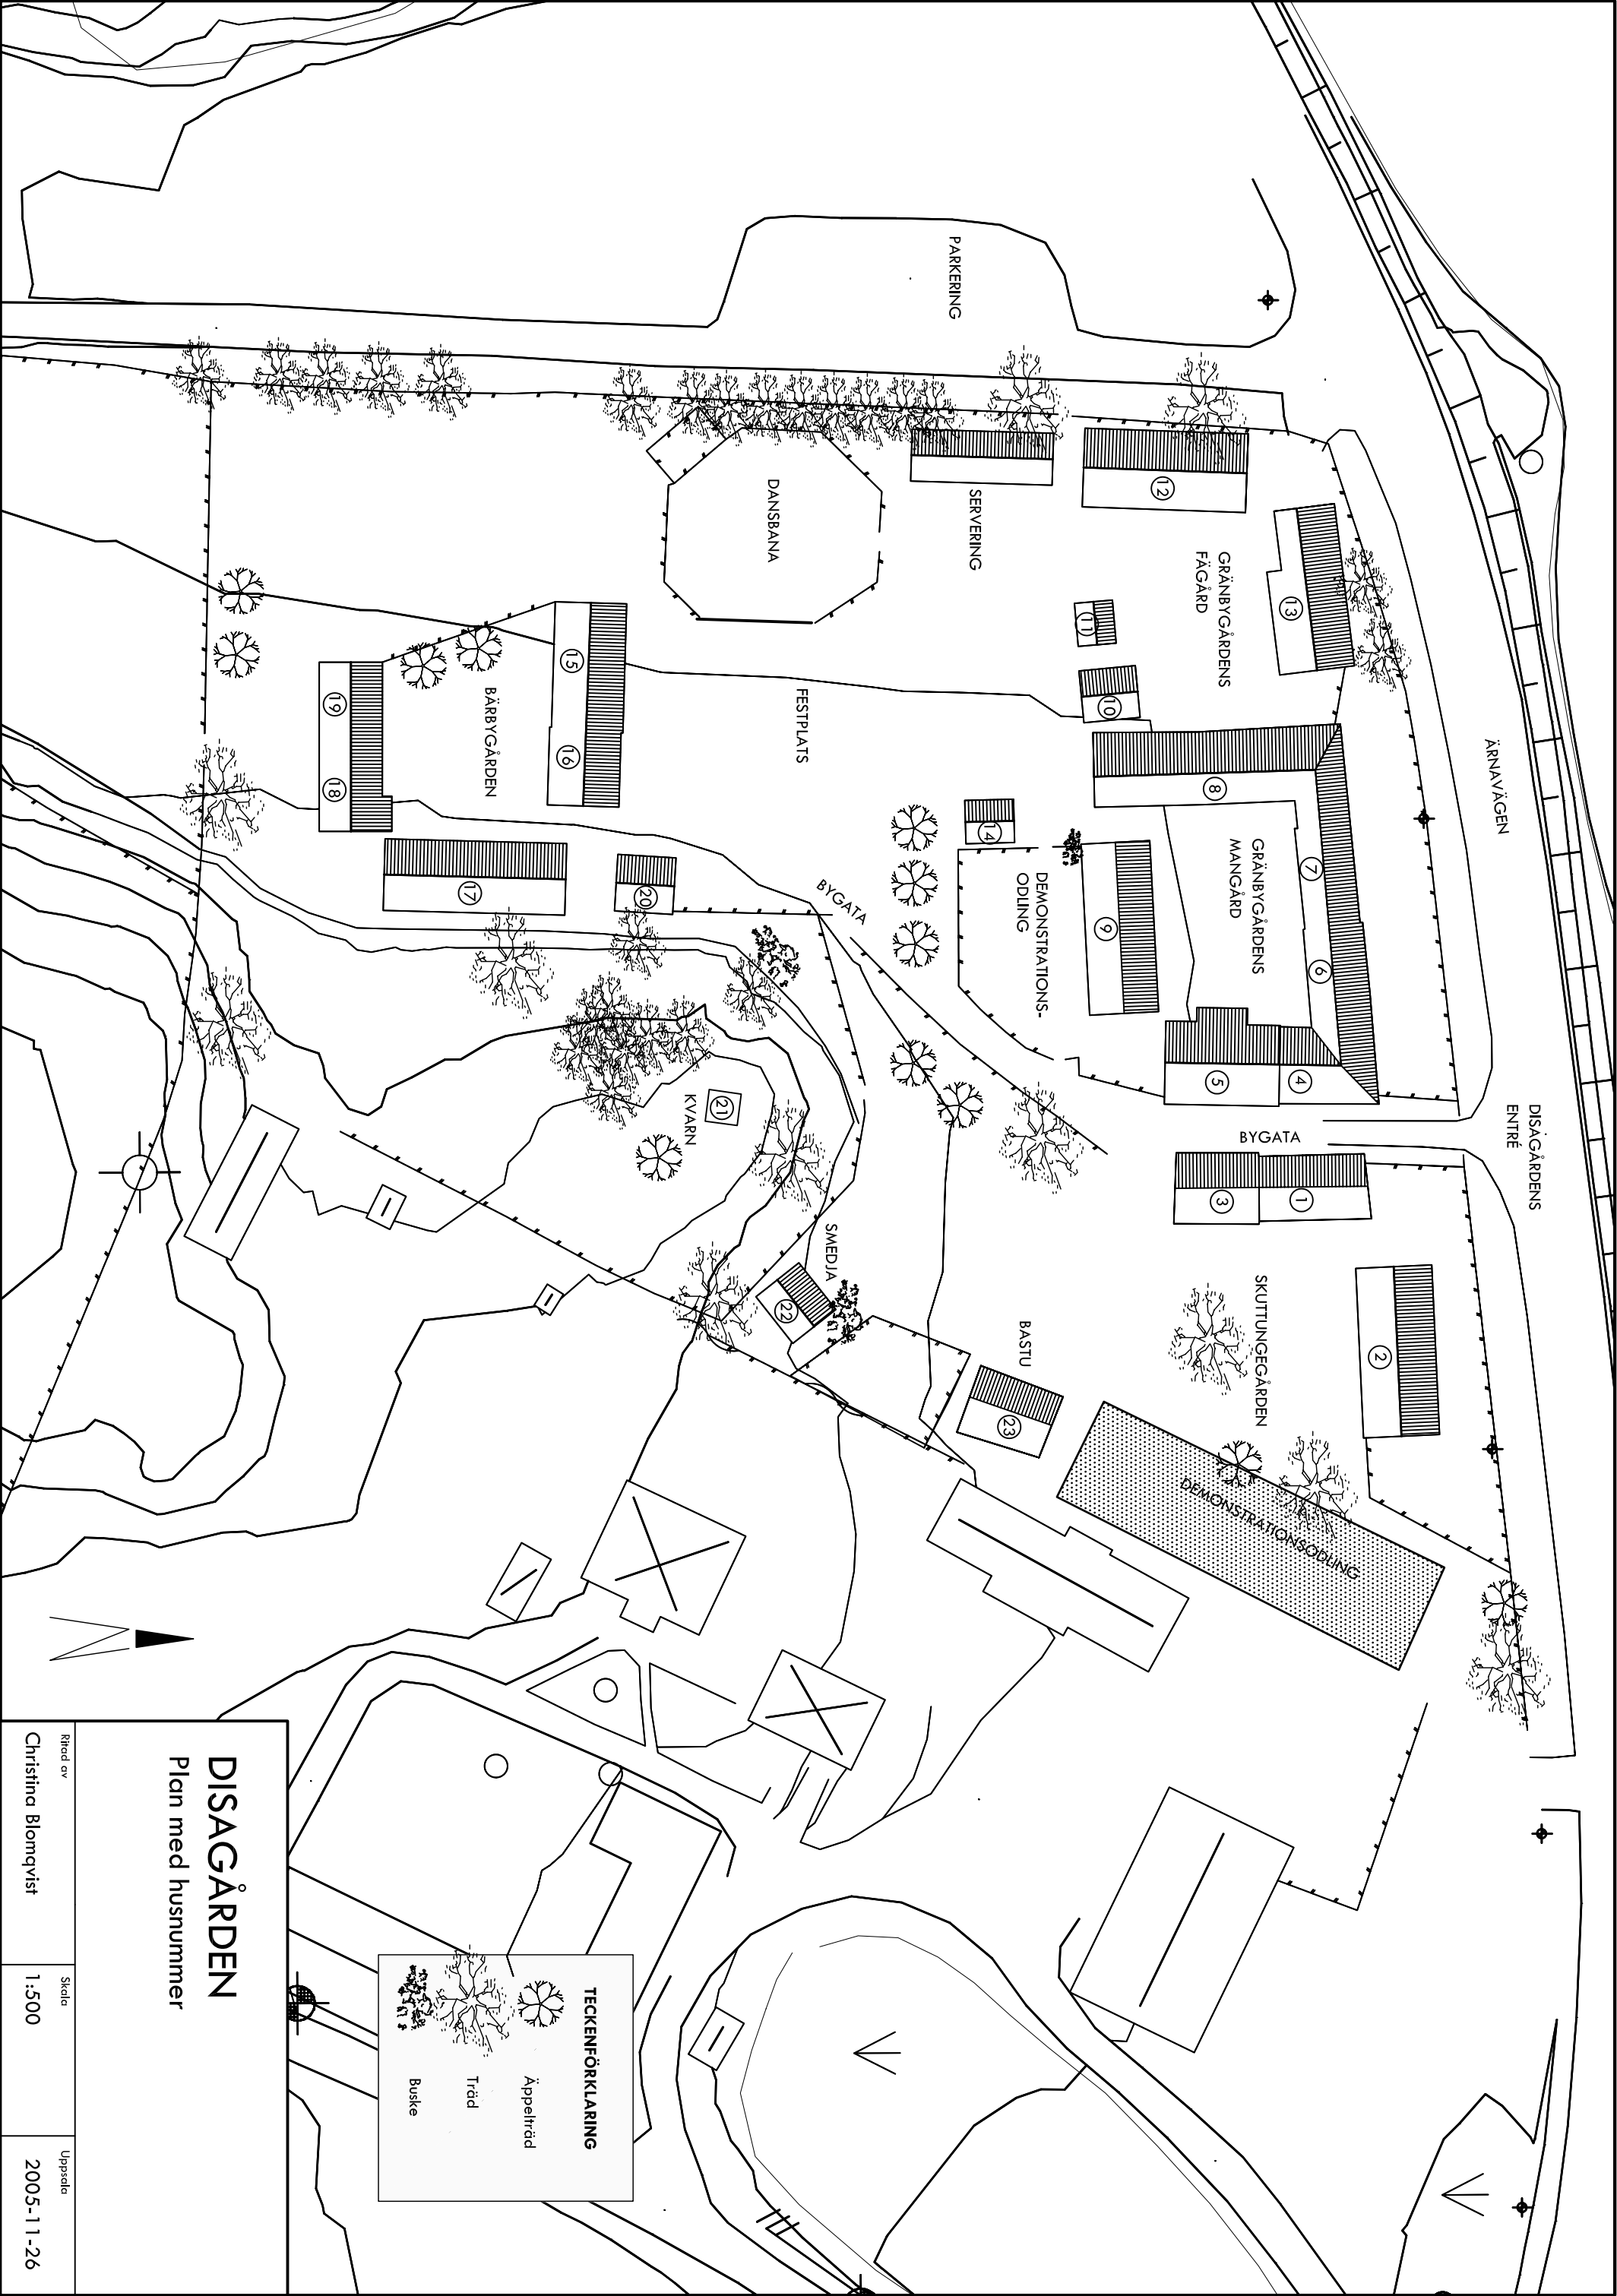 ÄRNAVÄGEN
DISAGÅRDENS
ENTRÉ
PARKERING
GRÄNBYGÅRDENS
FÄGÅRD
13
12
11
10
SERVERING
DANSBANA
FESTPLATS
GRÄNBYGÅRDENS
MANGÅRD
8
7
6
9
5
4
BYGATA
1
3
2
SKUTTUNGEGÅRDEN
DEMONSTRATIONSODLING
14
DEMONSTRATIONS-
ODLING
BYGATA
BÄRBYGÅRDEN
15
16
19
18
17
20
21
KVARN
SMEDJA
22
BASTU
23
TECKENFÖRKLARING
Äppelträd
Träd
Buske
DISAGÅRDEN
Plan med husnummer
Ritad av
Christina Blomqvist
Skala
1:500
Uppsala
2005-11-26